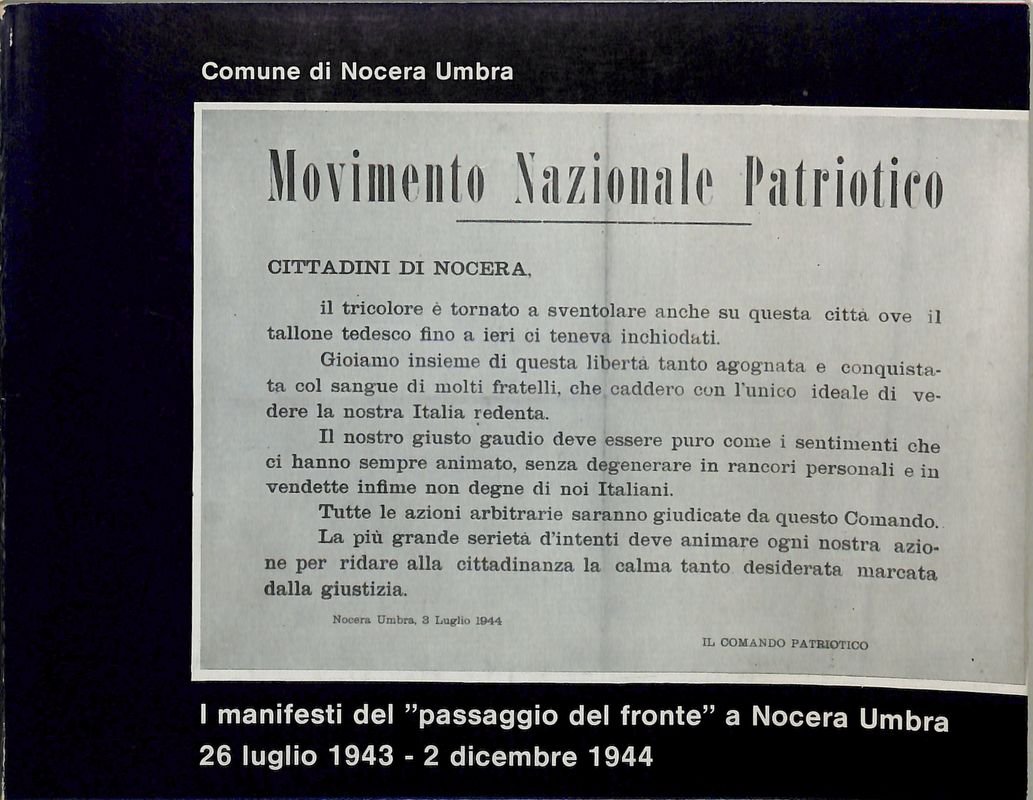 Comune di Nocera Umbra
Movimento Nazionale Patriotico
CITTADINI DI NOCERA,
il tricolore è tornato a sventolare anche su questa città ove il
tallone tedesco fino a ieri ci teneva inchiodati.
Gioiamo insieme di questa libertà tanto agognata e conquista-
ta col sangue di molti fratelli, che caddero con l'unico ideale di ve-
dere la nostra Italia redenta.
Il nostro giusto gaudio deve essere puro come i sentimenti che
ci hanno sempre animato, senza degenerare in rancori personali e in
vendette infime non degne di noi Italiani.
Tutte le azioni arbitrarie saranno giudicate da questo Comando.
La più grande serietà d'intenti deve animare ogni nostra azio-
ne per ridare alla cittadinanza la calma tanto desiderata marcata
dalla giustizia.
Nocera Umbra, 3 Luglio 1944
IL COMANDO PATRIOTICO
I manifesti del "passaggio del fronte" a Nocera Umbra
26 luglio 1943 - 2 dicembre 1944